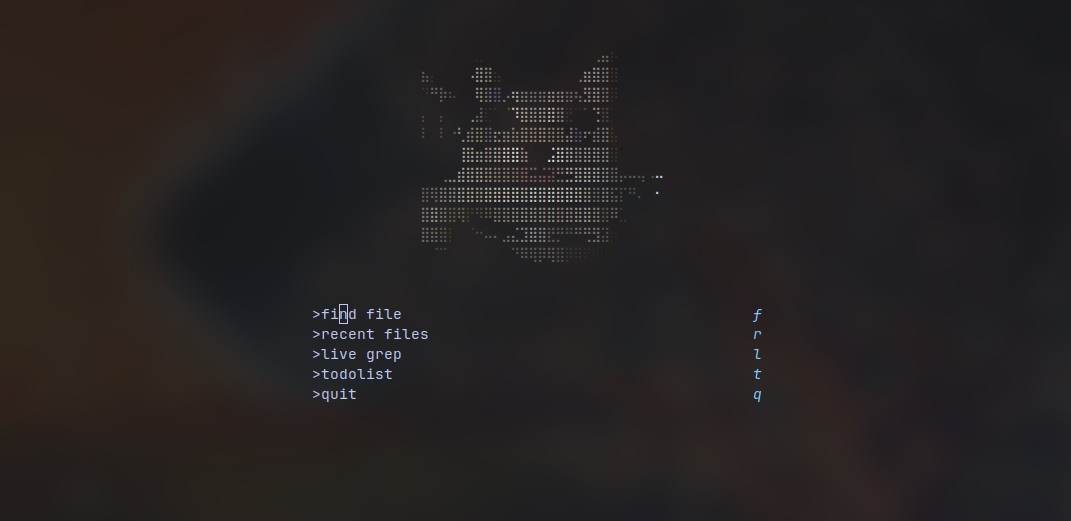 >find file f
>recent files r
>live grep l
>todolist t
>quit q